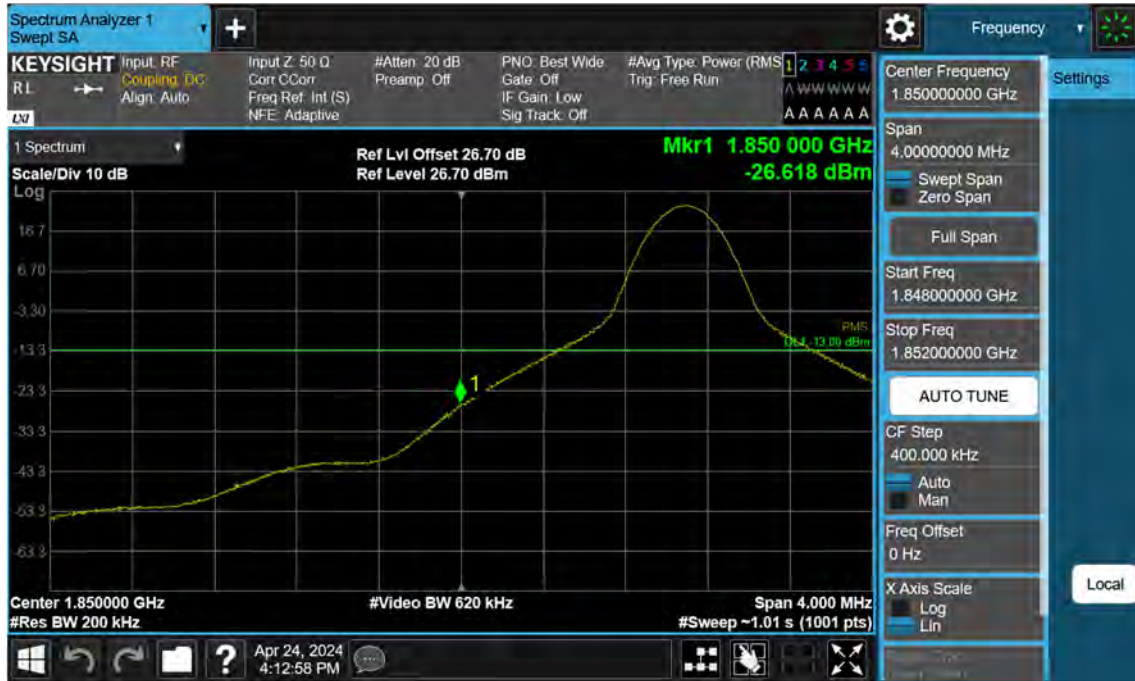 Spectrum Analyzer 1
Swept SA
Frequency
KEYSIGHT
RL
LXI
Input: RF
Coupling: DC
Align: Auto
Input Z: 50 Ω
Corr CCorr
Freq Ref: Int (S)
NFE: Adaptive
#Atten: 20 dB
Preamp: Off
PNO: Best Wide
Gate: Off
IF Gain: Low
Sig Track: Off
#Avg Type: Power (RMS
Trig: Free Run
1 2 3 4 5 6
A W W W W W
A A A A A A
1 Spectrum
Scale/Div 10 dB
Log
Ref Lvl Offset 26.70 dB
Ref Level 26.70 dBm
Mkr1 1.850 000 GHz
-26.618 dBm
16.7
6.70
-3.30
-13.3
-23.3
-33.3
-43.3
-53.3
-63.3
RMS
DL1 -13.00 dBm
1
Center 1.850000 GHz
#Res BW 200 kHz
#Video BW 620 kHz
Span 4.000 MHz
#Sweep ~1.01 s (1001 pts)
Apr 24, 2024
4:12:58 PM
Center Frequency
1.850000000 GHz
Span
4.00000000 MHz
Swept Span
Zero Span
Full Span
Start Freq
1.848000000 GHz
Stop Freq
1.852000000 GHz
AUTO TUNE
CF Step
400.000 kHz
Auto
Man
Freq Offset
0 Hz
X Axis Scale
Log
Lin
Settings
Local